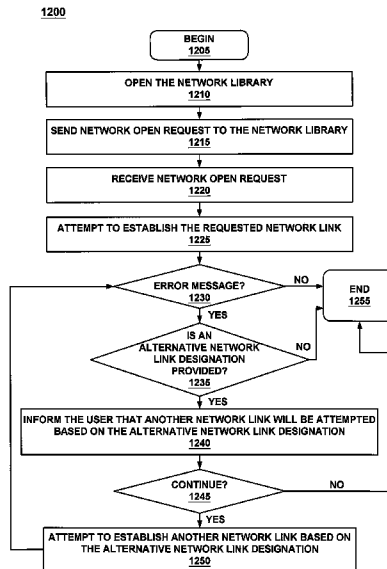 1200
BEGIN
1205
OPEN THE NETWORK LIBRARY
1210
SEND NETWORK OPEN REQUEST TO THE NETWORK LIBRARY
1215
RECEIVE NETWORK OPEN REQUEST
1220
ATTEMPT TO ESTABLISH THE REQUESTED NETWORK LINK
1225
ERROR MESSAGE?
1230
NO
YES
END
1255
IS AN
ALTERNATIVE NETWORK
LINK DESIGNATION
PROVIDED?
1235
NO
YES
INFORM THE USER THAT ANOTHER NETWORK LINK WILL BE ATTEMPTED
BASED ON THE ALTERNATIVE NETWORK LINK DESIGNATION
1240
CONTINUE?
1245
NO
YES
ATTEMPT TO ESTABLISH ANOTHER NETWORK LINK BASED ON
THE ALTERNATIVE NETWORK LINK DESIGNATION
1250